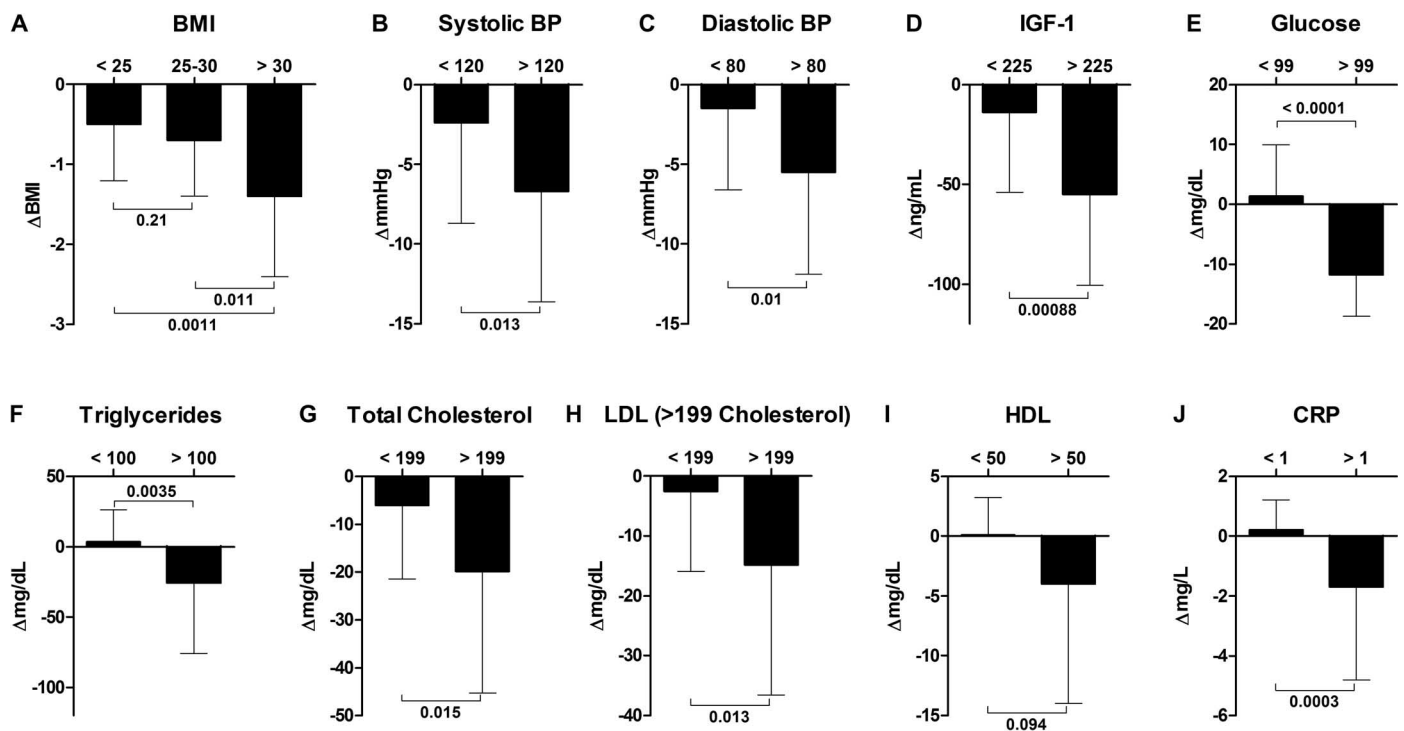 A BMI
< 25 25-30 > 30
0
-1
-2
-3
ΔBMI
0.21
0.011
0.0011
B Systolic BP
< 120 > 120
0
-5
-10
-15
ΔmmHg
0.013
C Diastolic BP
< 80 > 80
0
-5
-10
-15
ΔmmHg
0.01
D IGF-1
< 225 > 225
0
-50
-100
Δng/mL
0.00088
E Glucose
< 99 > 99
20
10
0
-10
-20
Δmg/dL
< 0.0001
F Triglycerides
< 100 > 100
50
0
-50
-100
Δmg/dL
0.0035
G Total Cholesterol
< 199 > 199
0
-10
-20
-30
-40
-50
Δmg/dL
0.015
H LDL (>199 Cholesterol)
< 199 > 199
0
-10
-20
-30
-40
Δmg/dL
0.013
I HDL
< 50 > 50
5
0
-5
-10
-15
Δmg/dL
0.094
J CRP
< 1 > 1
2
0
-2
-4
-6
Δmg/L
0.0003